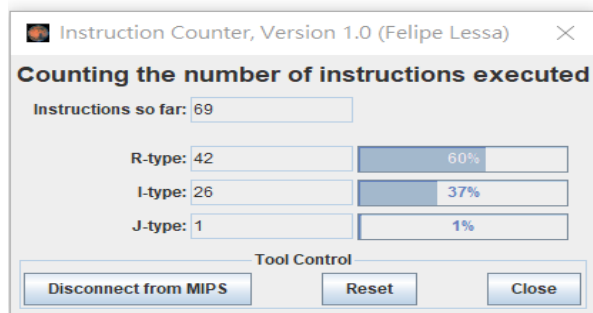 Instruction Counter, Version 1.0 (Felipe Lessa)
Counting the number of instructions executed
Instructions so far: 69
R-type: 42 60%
I-type: 26 37%
J-type: 1 1%
Tool Control
Disconnect from MIPS Reset Close